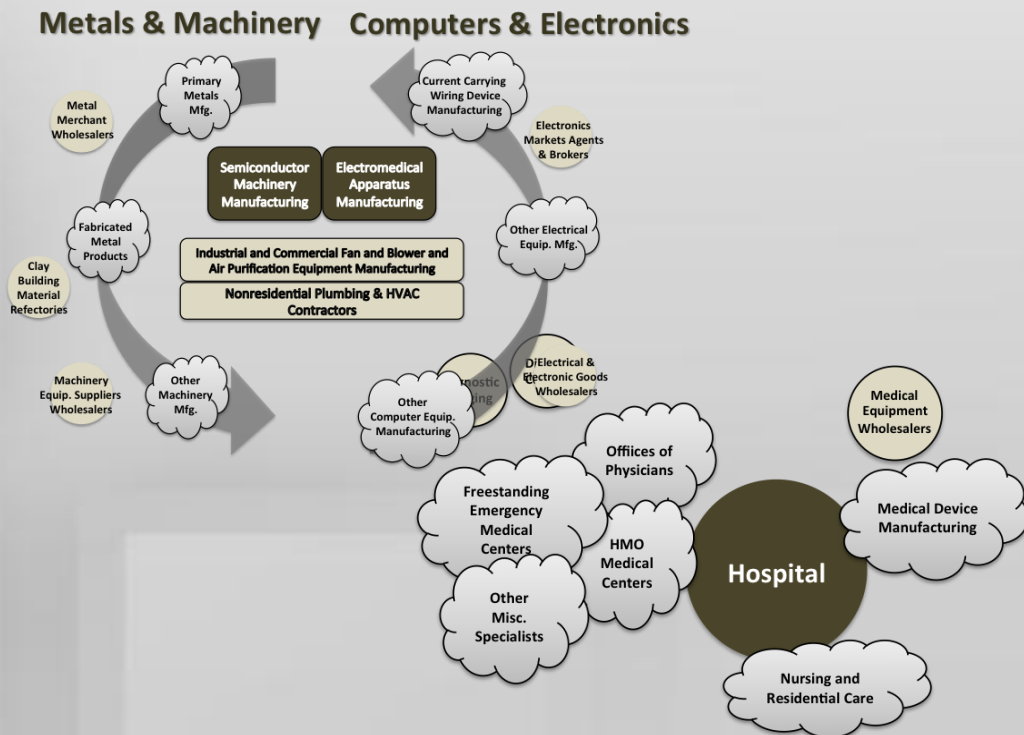 Metals & Machinery
Computers & Electronics
Primary
Metals
Mfg.
Current Carrying
Wiring Device
Manufacturing
Metal
Merchant
Wholesalers
Electronics
Markets Agents
& Brokers
Semiconductor
Machinery
Manufacturing
Electromedical
Apparatus
Manufacturing
Fabricated
Metal
Products
Other Electrical
Equip. Mfg.
Industrial and Commercial Fan and Blower and
Air Purification Equipment Manufacturing
Clay
Building
Material
Refectories
Nonresidential Plumbing & HVAC
Contractors
Machinery
Equip. Suppliers
Wholesalers
Other
Machinery
Mfg.
Other
Computer Equip.
Manufacturing
Electrical &
Electronic Goods
Wholesalers
Medical
Equipment
Wholesalers
Offiices of
Physicians
Freestanding
Emergency
Medical
Centers
HMO
Medical
Centers
Medical Device
Manufacturing
Hospital
Other
Misc.
Specialists
Nursing and
Residential Care